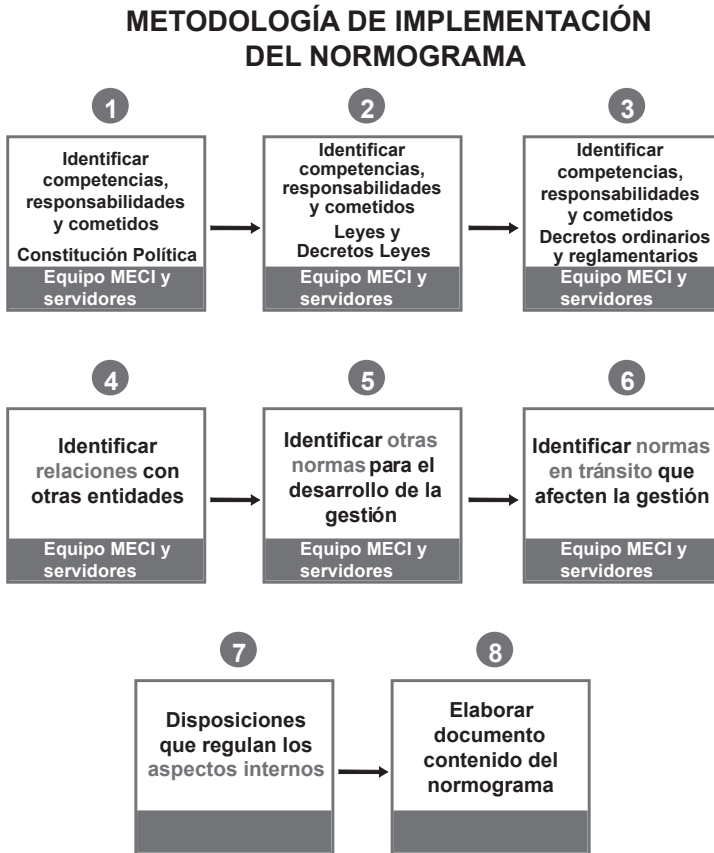 METODOLOGÍA DE IMPLEMENTACIÓN
DEL NORMOGRAMA
1
Identificar
competencias,
responsabilidades
y cometidos
Constitución Política
Equipo MECI y
servidores
2
Identificar
competencias,
responsabilidades
y cometidos
Leyes y
Decretos Leyes
Equipo MECI y
servidores
3
Identificar
competencias,
responsabilidades
y cometidos
Decretos ordinarios
y reglamentarios
Equipo MECI y
servidores
4
Identificar
relaciones con
otras entidades
Equipo MECI y
servidores
5
Identificar otras
normas para el
desarrollo de la
gestión
Equipo MECI y
servidores
6
Identificar normas
en tránsito que
afecten la gestión
Equipo MECI y
servidores
7
Disposiciones
que regulan los
aspectos internos
8
Elaborar
documento
contenido del
normograma